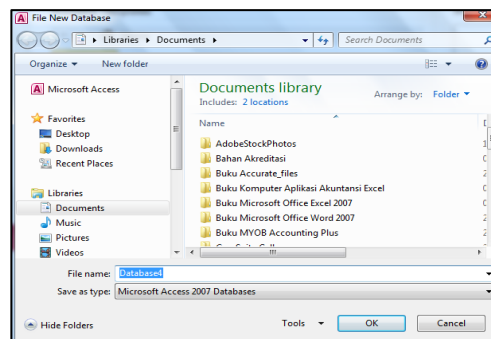 File New Database
Libraries Documents
Search Documents
Organize New folder
Microsoft Access
Favorites
Desktop
Downloads
Recent Places
Libraries
Documents
Music
Pictures
Videos
Documents library
Includes: 2 locations
Arrange by: Folder
Name
AdobeStockPhotos
Bahan Akreditasi
Buku Accurate_files
Buku Komputer Aplikasi Akuntansi Excel
Buku Microsoft Office Excel 2007
Buku Microsoft Office Word 2007
Buku MYOB Accounting Plus
File name: Database4
Save as type: Microsoft Access 2007 Databases
Hide Folders
Tools OK Cancel